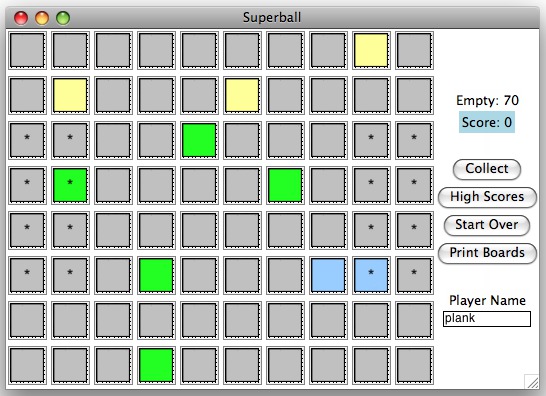 Superball
Empty: 70
Score: 0
* * * *
Collect
* * * *
High Scores
* * * *
Start Over
* * * *
Print Boards
Player Name
plank